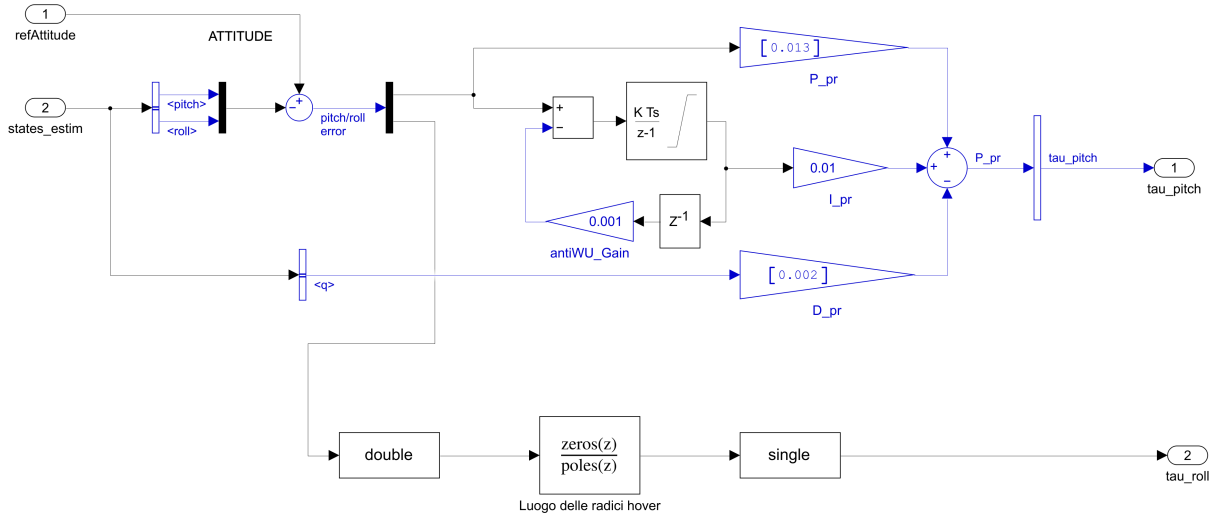 1
refAttitude
ATTITUDE
2
states_estim
<pitch>
<roll>
+
−
pitch/roll
error
[0.013]
P_pr
+
−
K Ts
z-1
0.01
I_pr
0.001
antiWU_Gain
Z-1
+
+
−
P_pr
tau_pitch
1
tau_pitch
<q>
[0.002]
D_pr
double
zeros(z)
poles(z)
Luogo delle radici hover
single
2
tau_roll